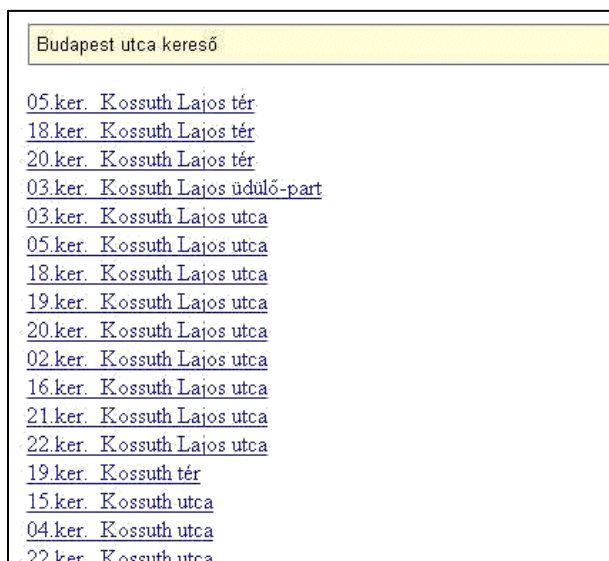 Budapest utca kereső
05.ker. Kossuth Lajos tér
18.ker. Kossuth Lajos tér
20.ker. Kossuth Lajos tér
03.ker. Kossuth Lajos üdülő-part
03.ker. Kossuth Lajos utca
05.ker. Kossuth Lajos utca
18.ker. Kossuth Lajos utca
19.ker. Kossuth Lajos utca
20.ker. Kossuth Lajos utca
02.ker. Kossuth Lajos utca
16.ker. Kossuth Lajos utca
21.ker. Kossuth Lajos utca
22.ker. Kossuth Lajos utca
19.ker. Kossuth tér
15.ker. Kossuth utca
04.ker. Kossuth utca
22.ker. Kossuth utca